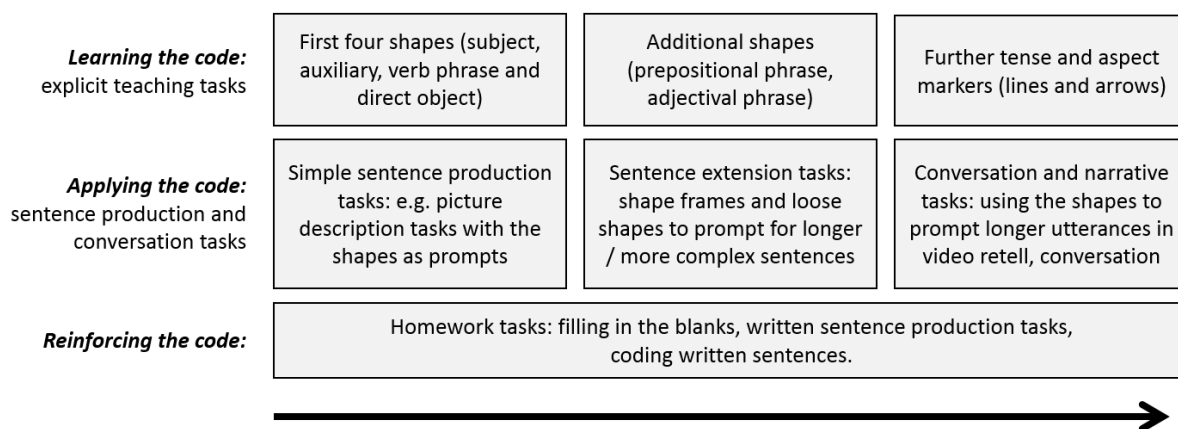 Learning the code:
explicit teaching tasks
First four shapes (subject,
auxiliary, verb phrase and
direct object)
Additional shapes
(prepositional phrase,
adjectival phrase)
Further tense and aspect
markers (lines and arrows)
Applying the code:
sentence production and
conversation tasks
Simple sentence production
tasks: e.g. picture
description tasks with the
shapes as prompts
Sentence extension tasks:
shape frames and loose
shapes to prompt for longer
/ more complex sentences
Conversation and narrative
tasks: using the shapes to
prompt longer utterances in
video retell, conversation
Reinforcing the code:
Homework tasks: filling in the blanks, written sentence production tasks,
coding written sentences.